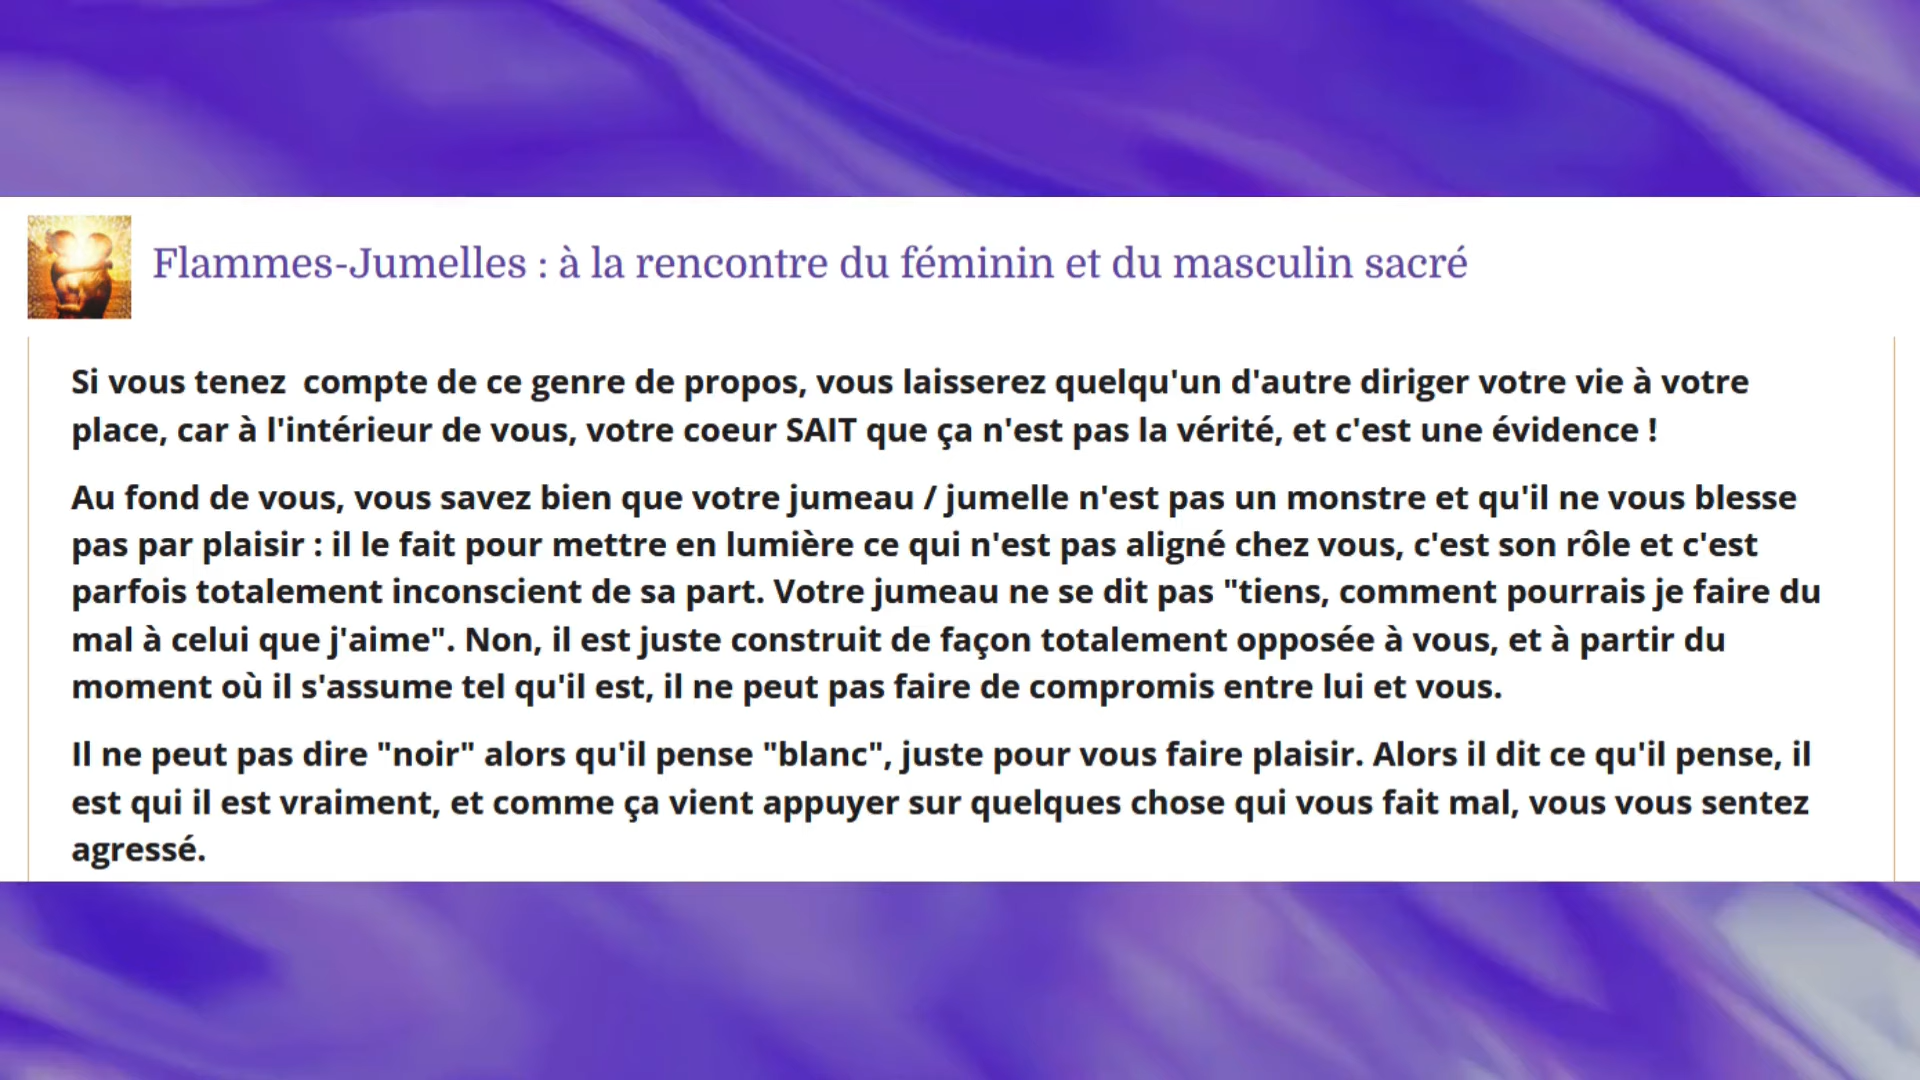 Flammes-Jumelles : à la rencontre du féminin et du masculin sacré
Si vous tenez  compte de ce genre de propos, vous laisserez quelqu'un d'autre diriger votre vie à votre
place, car à l'intérieur de vous, votre coeur SAIT que ça n'est pas la vérité, et c'est une évidence !
Au fond de vous, vous savez bien que votre jumeau / jumelle n'est pas un monstre et qu'il ne vous blesse
pas par plaisir : il le fait pour mettre en lumière ce qui n'est pas aligné chez vous, c'est son rôle et c'est
parfois totalement inconscient de sa part. Votre jumeau ne se dit pas "tiens, comment pourrais je faire du
mal à celui que j'aime". Non, il est juste construit de façon totalement opposée à vous, et à partir du
moment où il s'assume tel qu'il est, il ne peut pas faire de compromis entre lui et vous.
Il ne peut pas dire "noir" alors qu'il pense "blanc", juste pour vous faire plaisir. Alors il dit ce qu'il pense, il
est qui il est vraiment, et comme ça vient appuyer sur quelques chose qui vous fait mal, vous vous sentez
agressé.